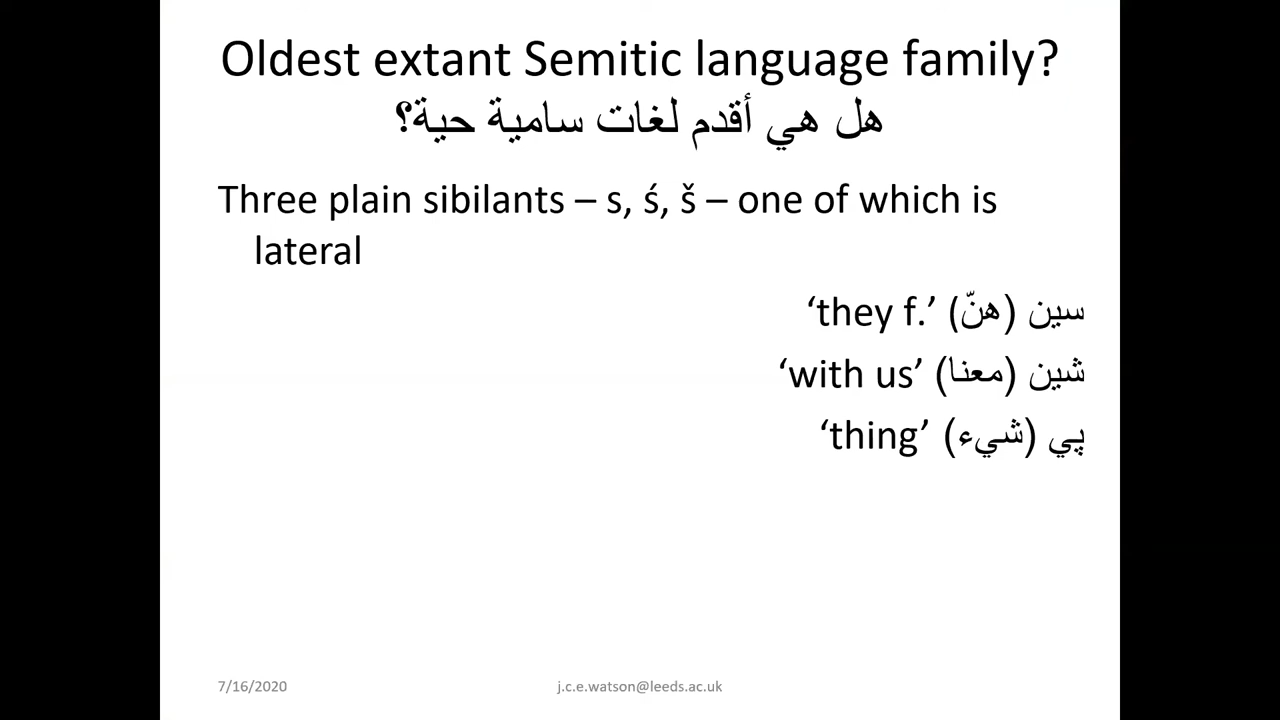 Oldest extant Semitic language family?
هل هي أقدم لغات سامية حية؟
Three plain sibilants – s, ś, š – one of which is
lateral
سين (هنّ) ‘they f.’
شين (معنا) ‘with us’
ﭘﻲ (شيء) ‘thing’
7/16/2020
j.c.e.watson@leeds.ac.uk